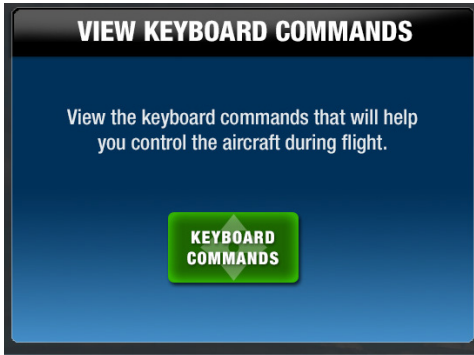 VIEW KEYBOARD COMMANDS
View the keyboard commands that will help
you control the aircraft during flight.
KEYBOARD
COMMANDS